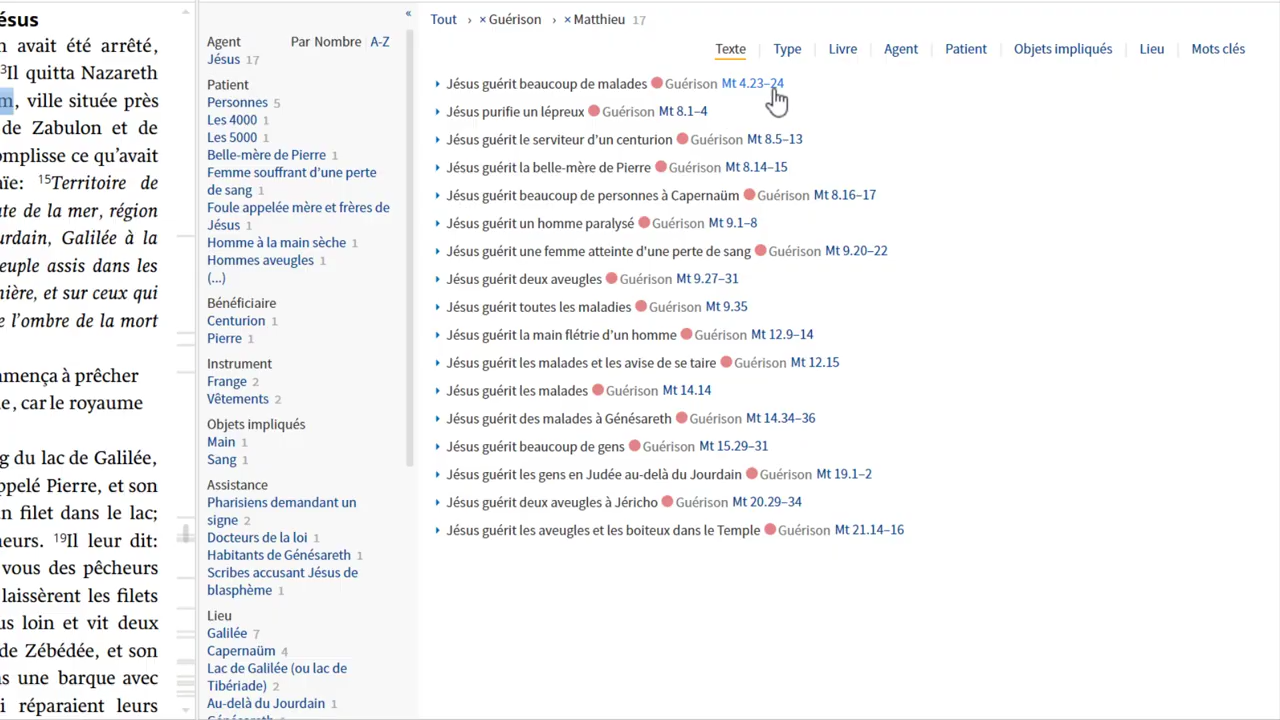 ésus
n avait été arrêté,
³Il quitta Nazareth
m, ville située près
de Zabulon et de
omplisse ce qu’avait
ïe: ¹⁵Territoire de
ute de la mer, région
urdain, Galilée à la
euple assis dans les
nière, et sur ceux qui
e l’ombre de la mort
mmença à prêcher
e, car le royaume
g du lac de Galilée,
ppelé Pierre, et son
n filet dans le lac;
heurs. ¹⁹Il leur dit:
vous des pêcheurs
laissèrent les filets
us loin et vit deux
de Zébédée, et son
ns une barque avec
i réparaient leurs
«
Agent Par Nombre A-Z
Jésus 17
Patient
Personnes 5
Les 4000 1
Les 5000 1
Belle-mère de Pierre 1
Femme souffrant d’une perte
de sang 1
Foule appelée mère et frères de
Jésus 1
Homme à la main sèche 1
Hommes aveugles 1
(...)
Bénéficiaire
Centurion 1
Pierre 1
Instrument
Frange 2
Vêtements 2
Objets impliqués
Main 1
Sang 1
Assistance
Pharisiens demandant un
signe 2
Docteurs de la loi 1
Habitants de Génésareth 1
Scribes accusant Jésus de
blasphème 1
Lieu
Galilée 7
Capernaüm 4
Lac de Galilée (ou lac de
Tibériade) 2
Au-delà du Jourdain 1
Génésareth
Tout › × Guérison › × Matthieu 17
Texte Type Livre Agent Patient Objets impliqués Lieu Mots clés
Jésus guérit beaucoup de malades Guérison Mt 4.23–24
Jésus purifie un lépreux Guérison Mt 8.1–4
Jésus guérit le serviteur d’un centurion Guérison Mt 8.5–13
Jésus guérit la belle-mère de Pierre Guérison Mt 8.14–15
Jésus guérit beaucoup de personnes à Capernaüm Guérison Mt 8.16–17
Jésus guérit un homme paralysé Guérison Mt 9.1–8
Jésus guérit une femme atteinte d’une perte de sang Guérison Mt 9.20–22
Jésus guérit deux aveugles Guérison Mt 9.27–31
Jésus guérit toutes les maladies Guérison Mt 9.35
Jésus guérit la main flétrie d’un homme Guérison Mt 12.9–14
Jésus guérit les malades et les avise de se taire Guérison Mt 12.15
Jésus guérit les malades Guérison Mt 14.14
Jésus guérit des malades à Génésareth Guérison Mt 14.34–36
Jésus guérit beaucoup de gens Guérison Mt 15.29–31
Jésus guérit les gens en Judée au-delà du Jourdain Guérison Mt 19.1–2
Jésus guérit deux aveugles à Jéricho Guérison Mt 20.29–34
Jésus guérit les aveugles et les boiteux dans le Temple Guérison Mt 21.14–16